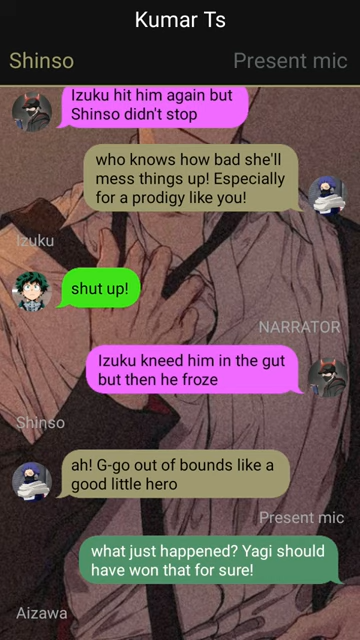 Kumar Ts
Shinso Present mic
Izuku hit him again but
Shinso didn't stop
who knows how bad she'll
mess things up! Especially
for a prodigy like you!
Izuku
shut up!
NARRATOR
Izuku kneed him in the gut
but then he froze
Shinso
ah! G-go out of bounds like a
good little hero
Present mic
what just happened? Yagi should
have won that for sure!
Aizawa